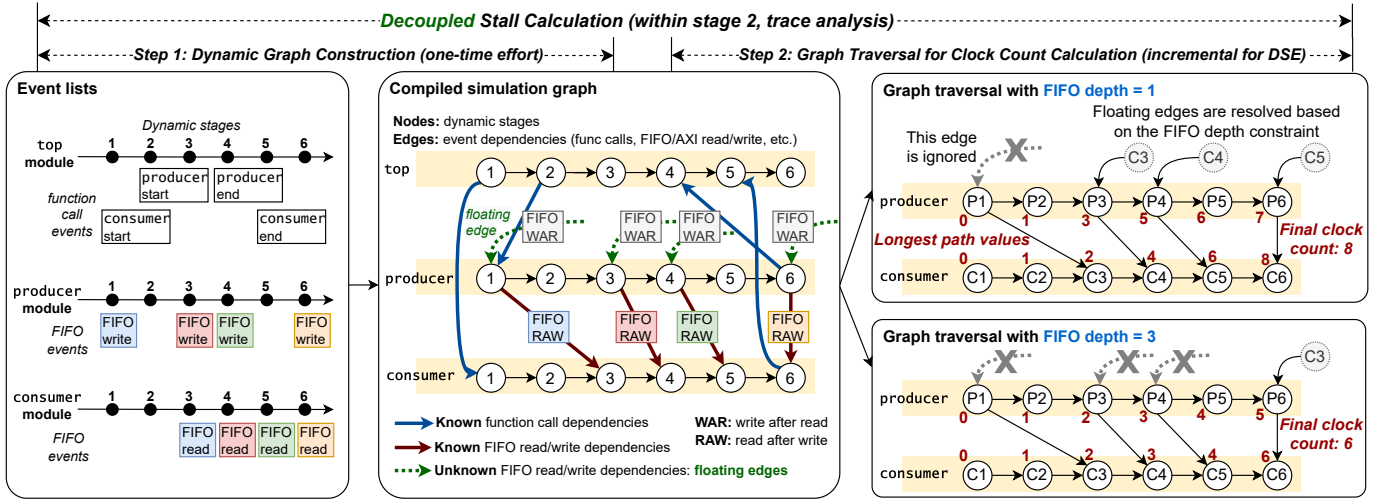 Decoupled Stall Calculation (within stage 2, trace analysis)
Step 1: Dynamic Graph Construction (one-time effort)
Step 2: Graph Traversal for Clock Count Calculation (incremental for DSE)
Event lists
Dynamic stages
top
module
1 2 3 4 5 6
function
call
events
producer
start
producer
end
consumer
start
consumer
end
producer
module
1 2 3 4 5 6
FIFO
events
FIFO
write
FIFO
write
FIFO
write
FIFO
write
consumer
module
1 2 3 4 5 6
FIFO
events
FIFO
read
FIFO
read
FIFO
read
FIFO
read
Compiled simulation graph
Nodes: dynamic stages
Edges: event dependencies (func calls, FIFO/AXI read/write, etc.)
top
1 2 3 4 5 6
floating
edge
FIFO
WAR
FIFO
WAR
FIFO
WAR
FIFO
WAR
producer
1 2 3 4 5 6
FIFO
RAW
FIFO
RAW
FIFO
RAW
FIFO
RAW
consumer
1 2 3 4 5 6
Known function call dependencies
Known FIFO read/write dependencies
Unknown FIFO read/write dependencies: floating edges
WAR: write after read
RAW: read after write
Graph traversal with FIFO depth = 1
This edge
is ignored
X
Floating edges are resolved based
on the FIFO depth constraint
C3 C4 C5
producer
P1 P2 P3 P4 P5 P6
0 1 3 5 6 7
Longest path values
Final clock
count: 8
0 1 2 4 6 8
consumer
C1 C2 C3 C4 C5 C6
Graph traversal with FIFO depth = 3
X X X
C3
producer
P1 P2 P3 P4 P5 P6
0 1 2 3 4 5
Final clock
count: 6
0 1 2 3 4 6
consumer
C1 C2 C3 C4 C5 C6